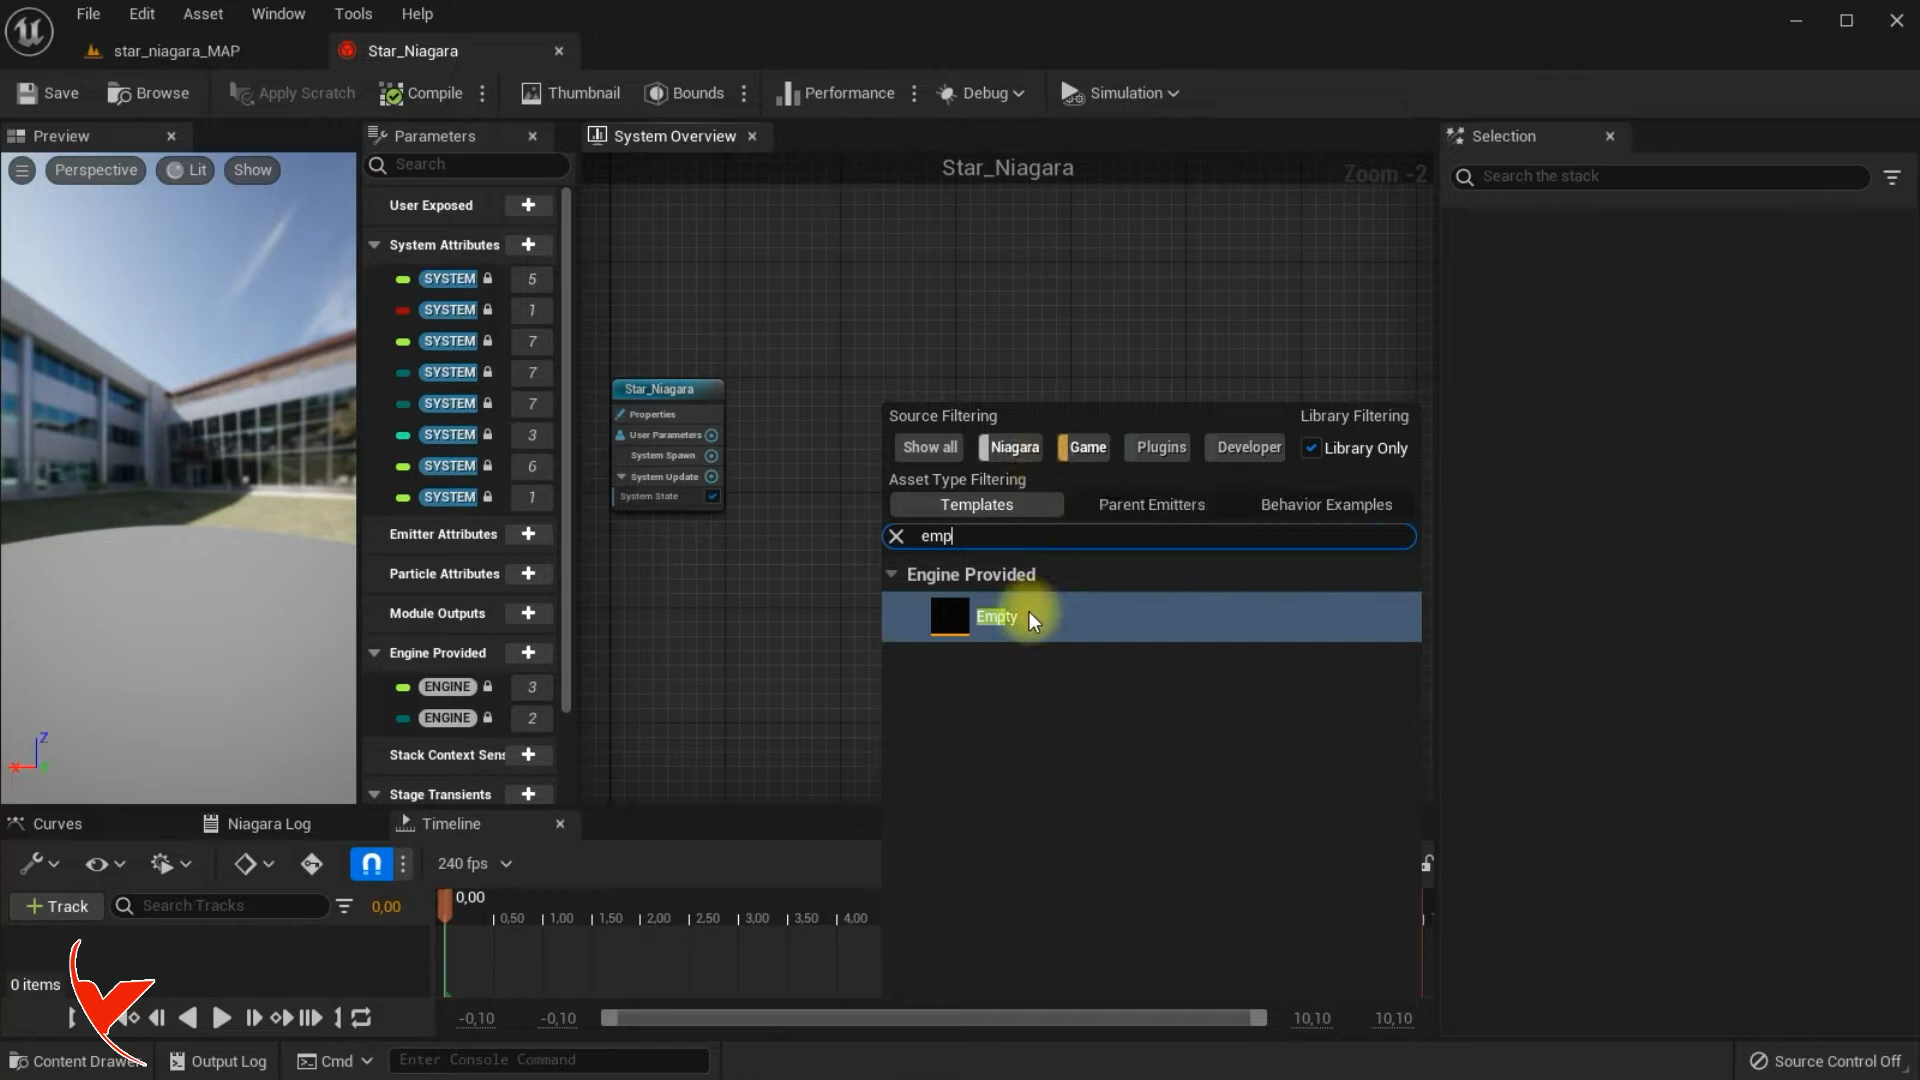 File Edit Asset Window Tools Help
star_niagara_MAP Star_Niagara
Save Browse Apply Scratch Compile Thumbnail Bounds Performance Debug Simulation
Preview Parameters System Overview Selection
Perspective Lit Show
Search
Star_Niagara Zoom -2
Search the stack
User Exposed
System Attributes
SYSTEM 5
SYSTEM 1
SYSTEM 7
SYSTEM 7
SYSTEM 7
SYSTEM 3
SYSTEM 6
SYSTEM 1
Emitter Attributes
Particle Attributes
Module Outputs
Engine Provided
ENGINE 3
ENGINE 2
Stack Context Sens
Stage Transients
Star_Niagara
Properties
User Parameters
System Spawn
System Update
System State
Source Filtering Library Filtering
Show all Niagara Game Plugins Developer Library Only
Asset Type Filtering
Templates Parent Emitters Behavior Examples
emp
Engine Provided
Empty
Z
X
Curves Niagara Log Timeline
240 fps
Track Search Tracks 0,00
0,00
0,50 1,00 1,50 2,00 2,50 3,00 3,50 4,00
0 items
-0,10 -0,10 10,10 10,10
Content Drawer Output Log Cmd Enter Console Command Source Control Off